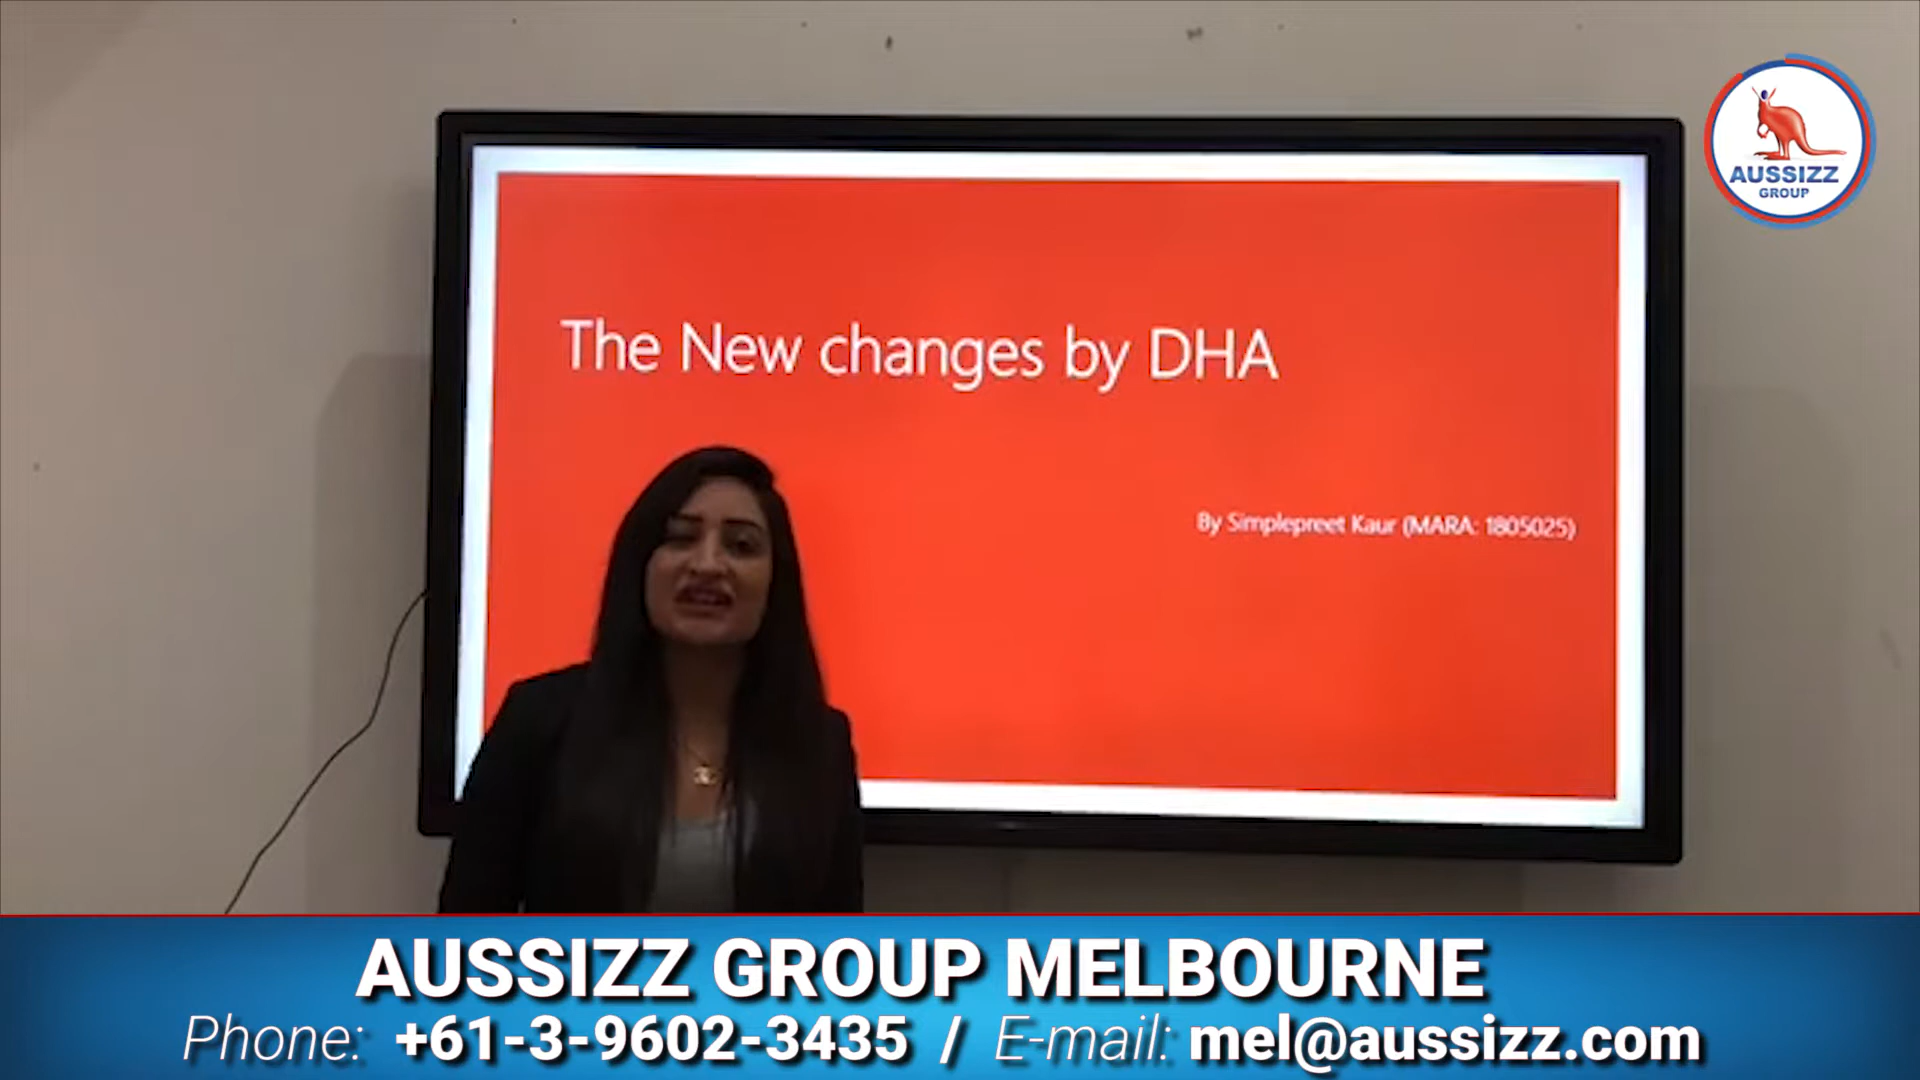 AUSSIZZ
GROUP
The New changes by DHA
By Simplepreet Kaur (MARA: 1805025)
AUSSIZZ GROUP MELBOURNE
Phone: +61-3-9602-3435 / E-mail: mel@aussizz.com